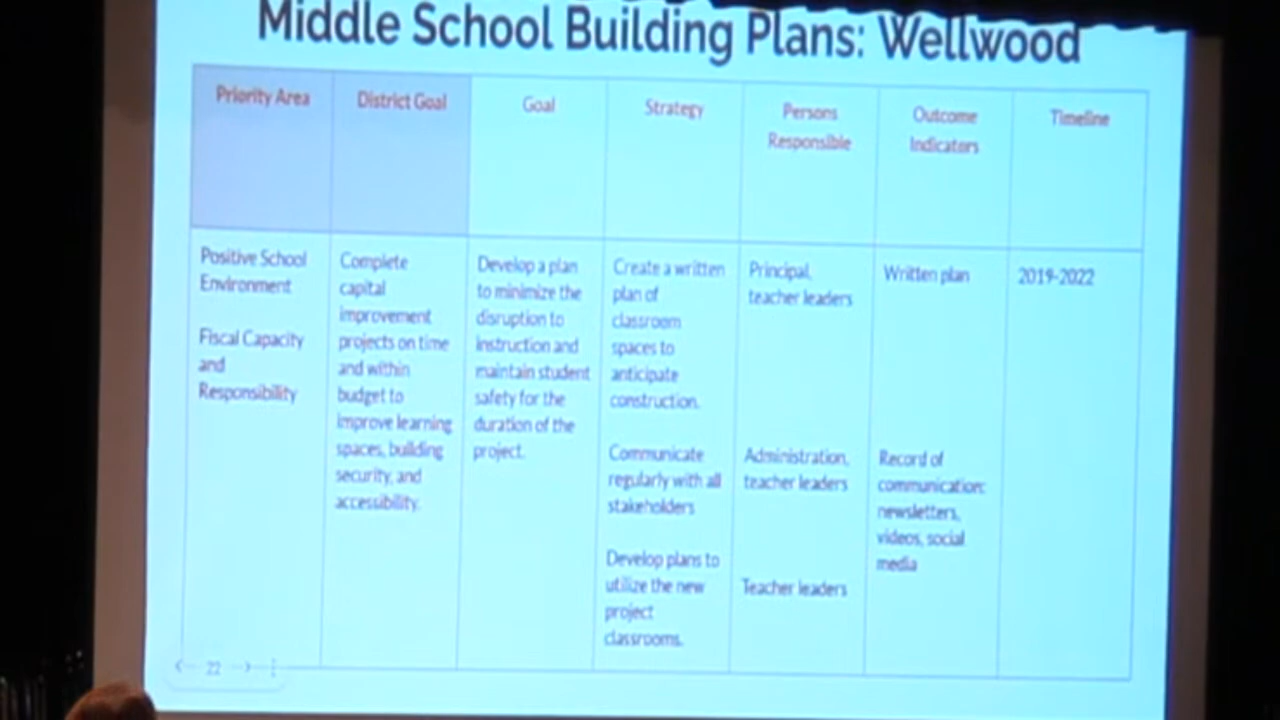 Middle School Building Plans: Wellwood
Priority Area
District Goal
Goal
Strategy
Persons
Responsible
Outcome
Indicators
Timeline
Positive School
Environment
Fiscal Capacity
and
Responsibility
Complete
capital
improvement
projects on time
and within
budget to
improve learning
spaces, building
security, and
accessibility.
Develop a plan
to minimize the
disruption to
instruction and
maintain student
safety for the
duration of the
project.
Create a written
plan of
classroom
spaces to
anticipate
construction.
Communicate
regularly with all
stakeholders
Develop plans to
utilize the new
project
classrooms.
Principal,
teacher leaders
Administration,
teacher leaders
Teacher leaders
Written plan
Record of
communication:
newsletters,
videos, social
media
2019-2022
22